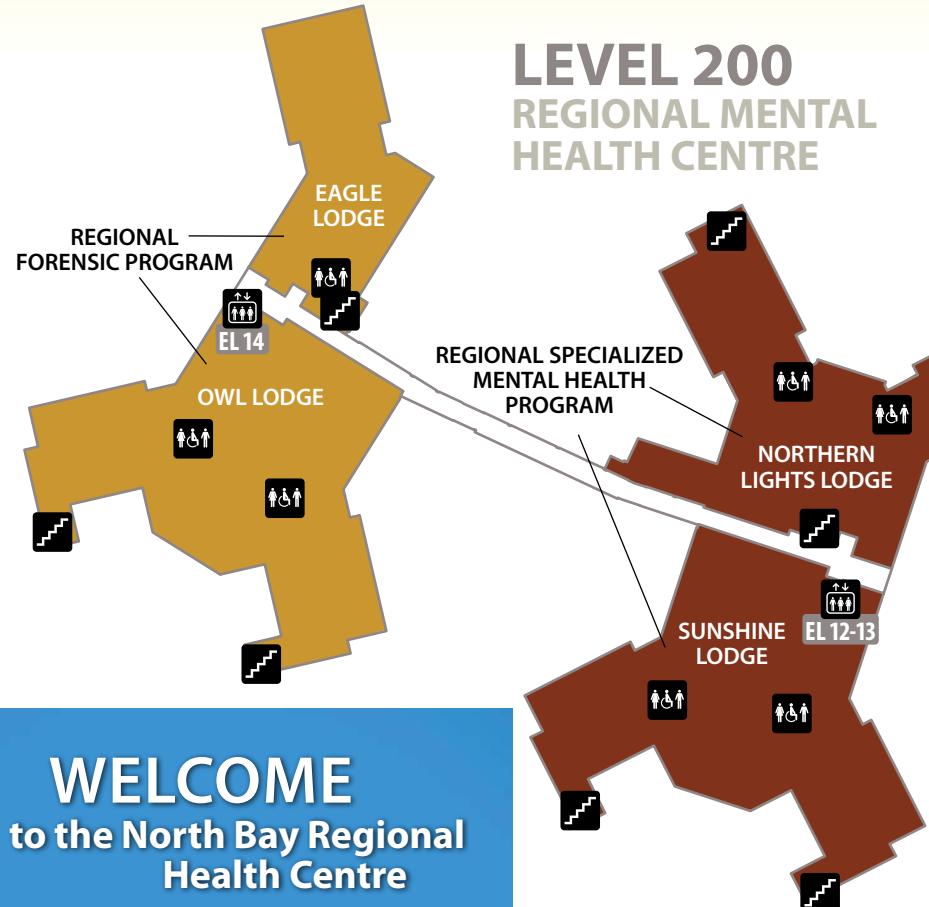 LEVEL 200
REGIONAL MENTAL
HEALTH CENTRE
EAGLE
LODGE
REGIONAL
FORENSIC PROGRAM
EL 14
OWL LODGE
REGIONAL SPECIALIZED
MENTAL HEALTH
PROGRAM
NORTHERN
LIGHTS LODGE
EL 12-13
SUNSHINE
LODGE
WELCOME
to the North Bay Regional
Health Centre